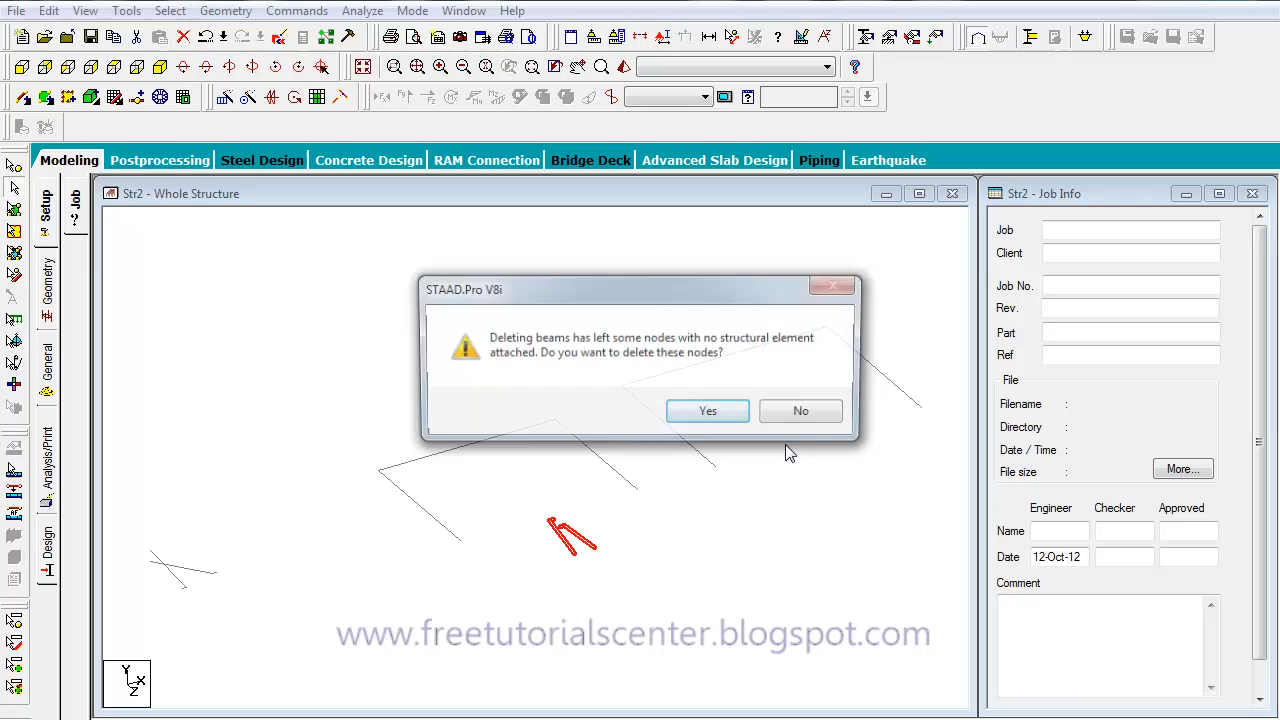 File Edit View Tools Select Geometry Commands Analyze Mode Window Help
Modeling Postprocessing Steel Design Concrete Design RAM Connection Bridge Deck Advanced Slab Design Piping Earthquake
Setup
Job
Geometry
General
Analysis/Print
Design
Str2 - Whole Structure
STAAD.Pro V8i
Deleting beams has left some nodes with no structural element
attached. Do you want to delete these nodes?
Yes No
www.freetutorialscenter.blogspot.com
Y
X
Z
Str2 - Job Info
Job
Client
Job No.
Rev.
Part
Ref
File
Filename :
Directory :
Date / Time :
File size : More...
Engineer Checker Approved
Name
Date 12-Oct-12
Comment